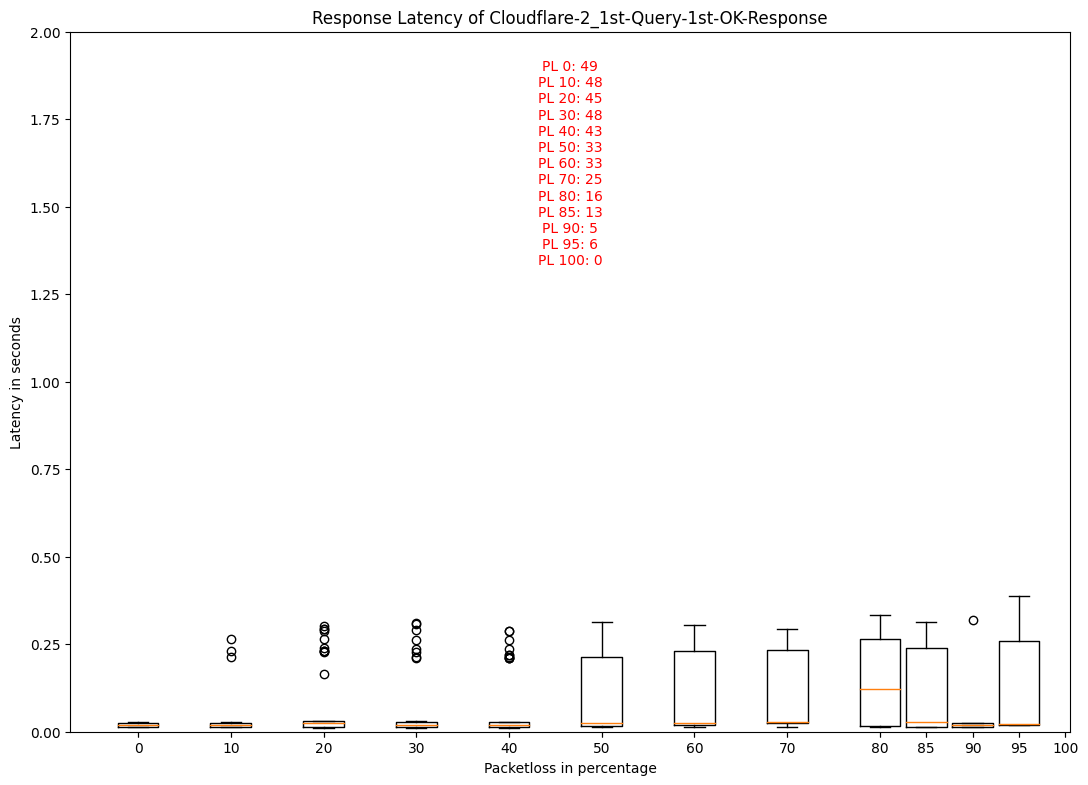 Response Latency of Cloudflare-2_1st-Query-1st-OK-Response
2.00
1.75
1.50
1.25
1.00
0.75
0.50
0.25
0.00
Latency in seconds
PL 0: 49
PL 10: 48
PL 20: 45
PL 30: 48
PL 40: 43
PL 50: 33
PL 60: 33
PL 70: 25
PL 80: 16
PL 85: 13
PL 90: 5
PL 95: 6
PL 100: 0
0 10 20 30 40 50 60 70 80 85 90 95 100
Packetloss in percentage